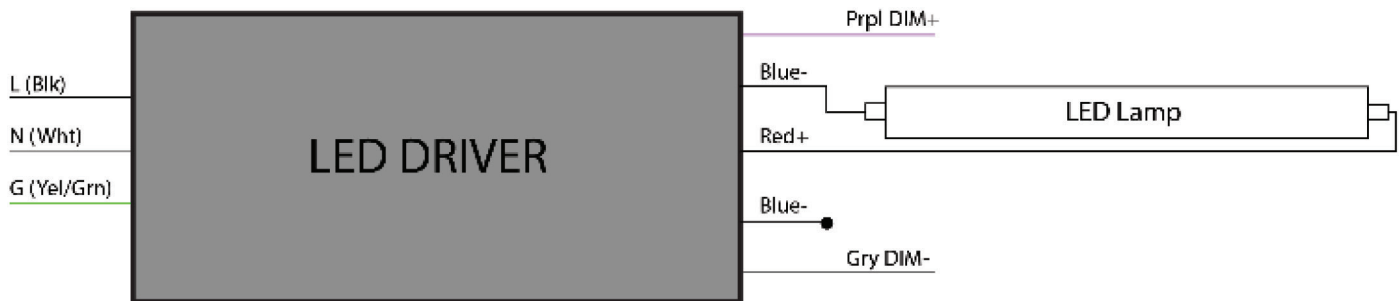 Prpl DIM+
Blue-
L (Blk)
LED Lamp
N (Wht)
Red+
LED DRIVER
G (Yel/Grn)
Blue-
Gry DIM-